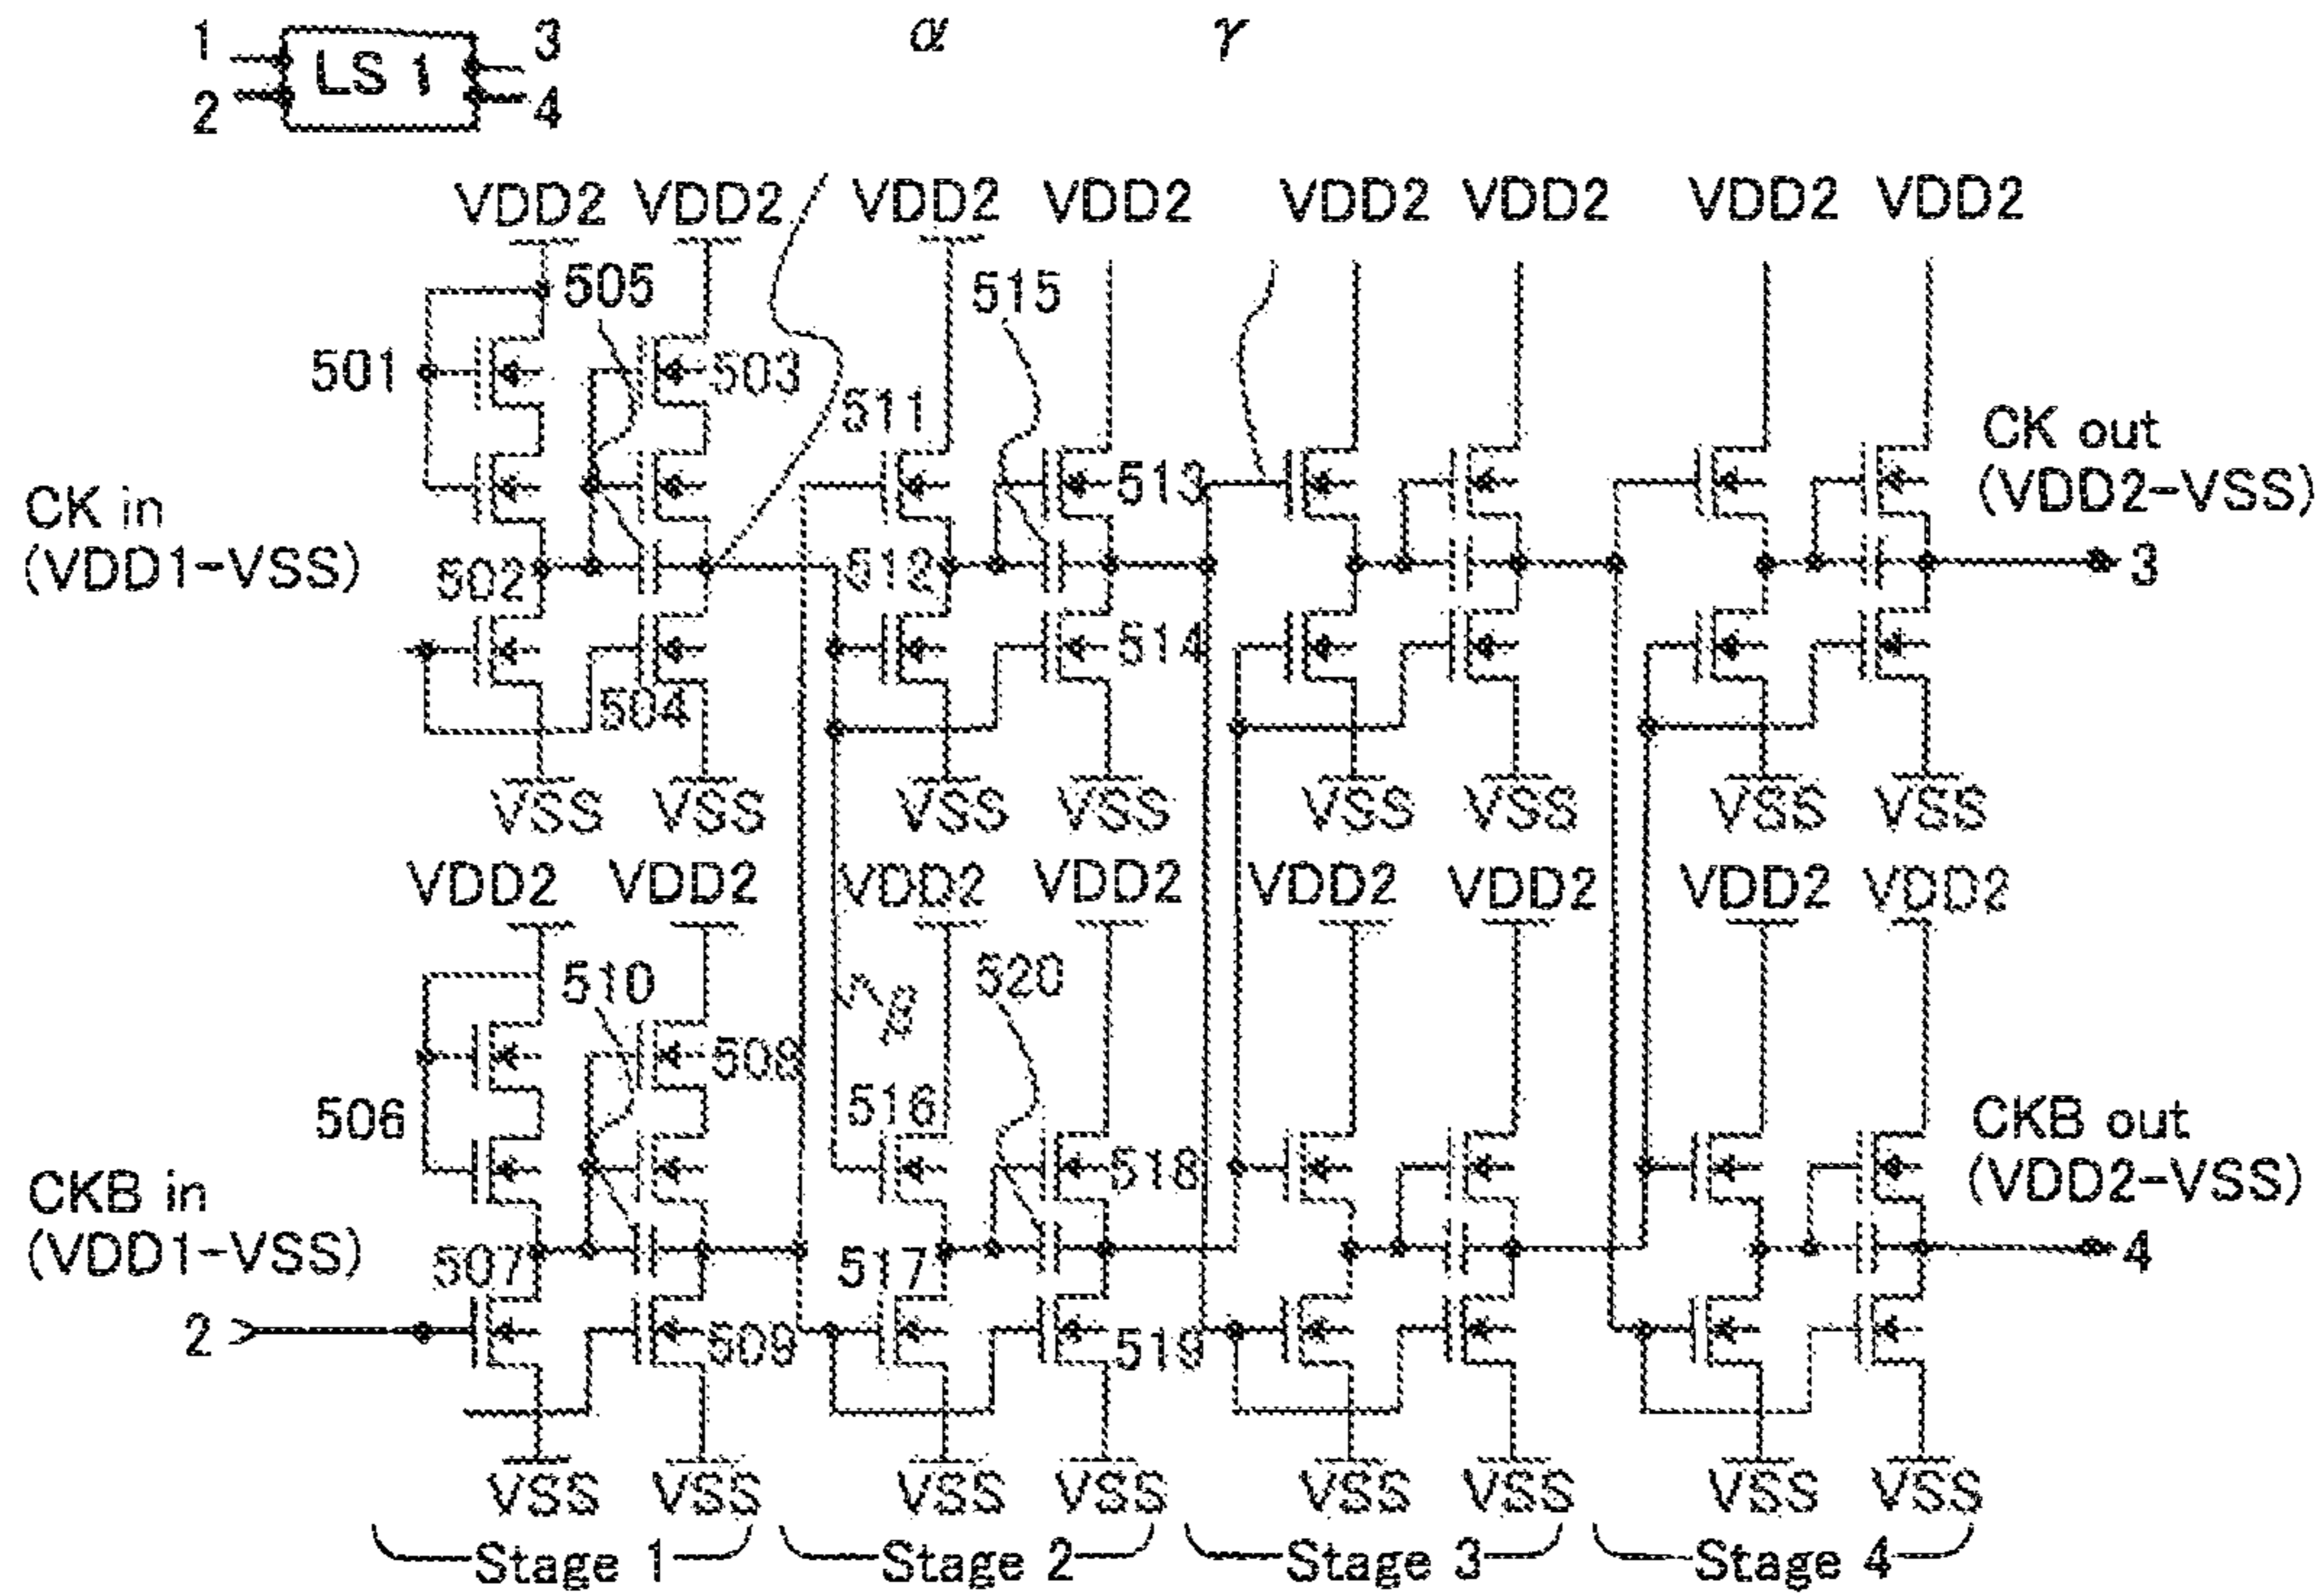 1 LS 1 3
2 4
α γ
VDD2 VDD2 VDD2 VDD2 VDD2 VDD2 VDD2 VDD2
505 515
501 503
511
CK out
(VDD2-VSS)
513
CK in
(VDD1-VSS)
502 512 3
514
504
VSS VSS VSS VSS VSS VSS VSS VSS
VDD2 VDD2 VDD2 VDD2 VDD2 VDD2 VDD2 VDD2
510 520
β
508
506 516
CKB out
(VDD2-VSS)
518
CKB in
(VDD1-VSS)
507 517 4
2 509 519
VSS VSS VSS VSS VSS VSS VSS VSS
Stage 1 Stage 2 Stage 3 Stage 4